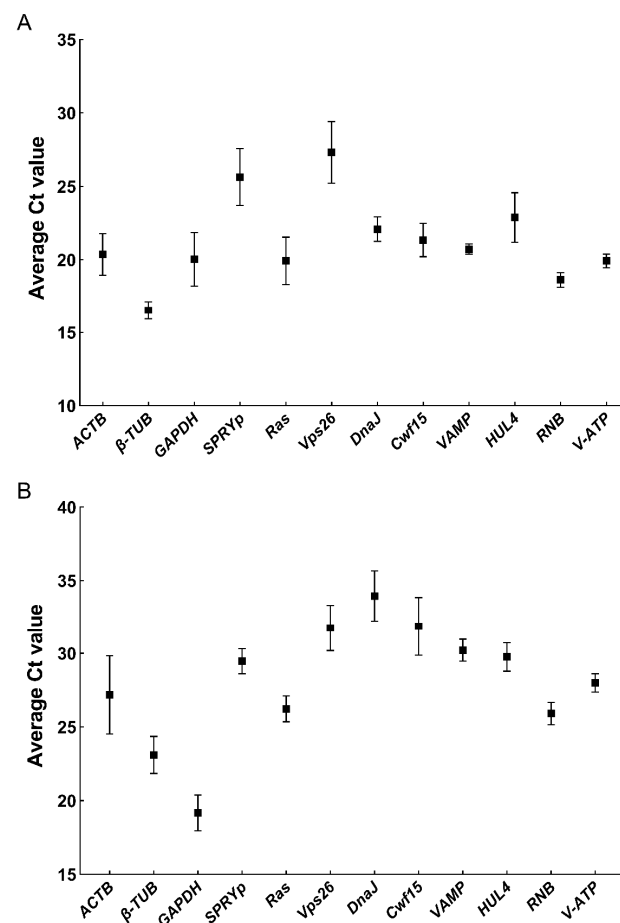 A
35
30
25
20
15
10
Average Ct value
ACTB
β-TUB
GAPDH
SPRYp
Ras
Vps26
DnaJ
Cwf15
VAMP
HUL4
RNB
V-ATP
B
40
35
30
25
20
15
Average Ct value
ACTB
β-TUB
GAPDH
SPRYp
Ras
Vps26
DnaJ
Cwf15
VAMP
HUL4
RNB
V-ATP